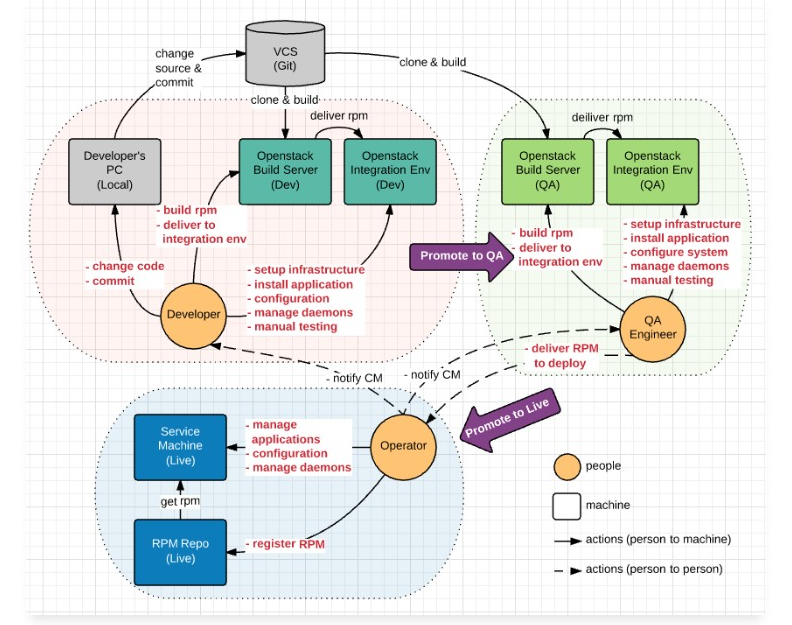 VCS
(Git)
change
source &
commit
clone & build
clone & build
deliver rpm
deilver rpm
Developer's
PC
(Local)
Openstack
Build Server
(Dev)
Openstack
Integration Env
(Dev)
Openstack
Build Server
(QA)
Openstack
Integration Env
(QA)
- build rpm
- deliver to
integration env
- change code
- commit
- setup infrastructure
- install application
- configuration
- manage daemons
- manual testing
Developer
Promote to QA
- build rpm
- deliver to
integration env
- setup infrastructure
- install application
- configure system
- manage daemons
- manual testing
QA
Engineer
- deliver RPM
to deploy
- notify CM
- notify CM
Promote to Live
Service
Machine
(Live)
- manage
applications
- configuration
- manage daemons
Operator
get rpm
RPM Repo
(Live)
- register RPM
people
machine
actions (person to machine)
actions (person to person)